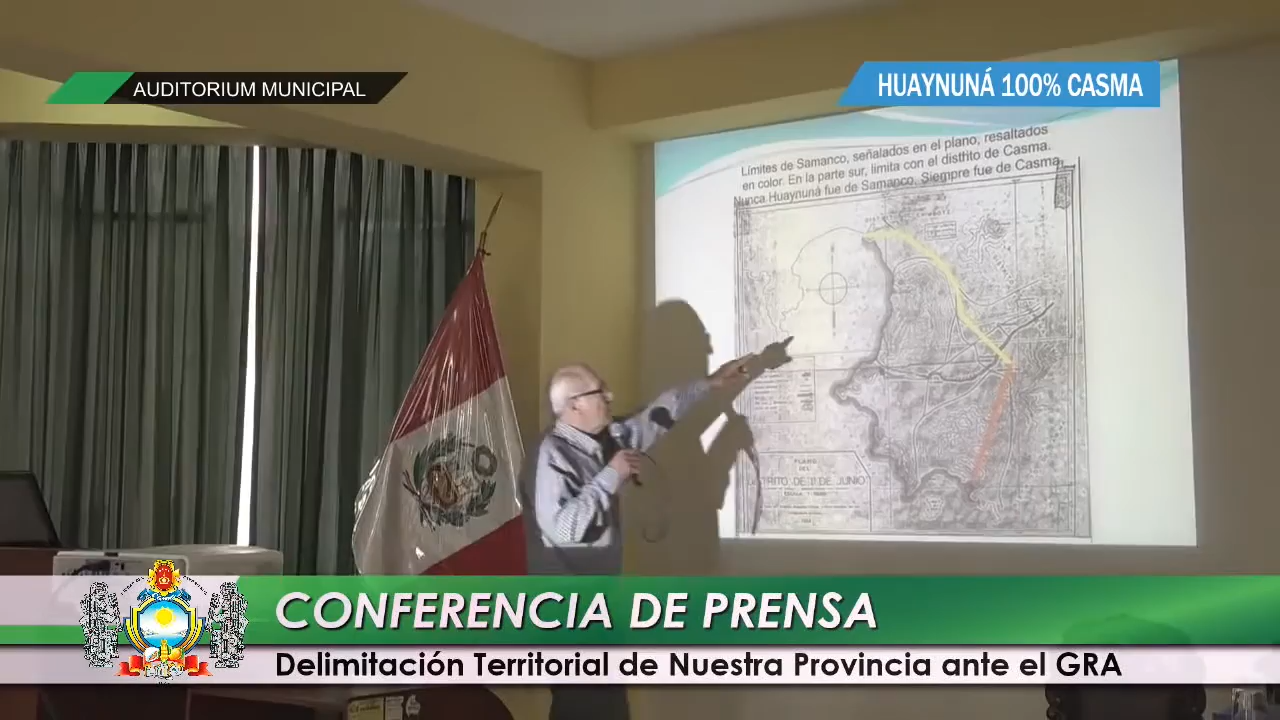 AUDITORIUM MUNICIPAL
HUAYNUNÁ 100% CASMA
Límites de Samanco, señalados en el plano, resaltados
en color. En la parte sur, limita con el distrito de Casma.
Nunca Huaynuná fue de Samanco. Siempre fue de Casma.
PLANO
DEL
DISTRITO DE 1º DE JUNIO
CONFERENCIA DE PRENSA
Delimitación Territorial de Nuestra Provincia ante el GRA